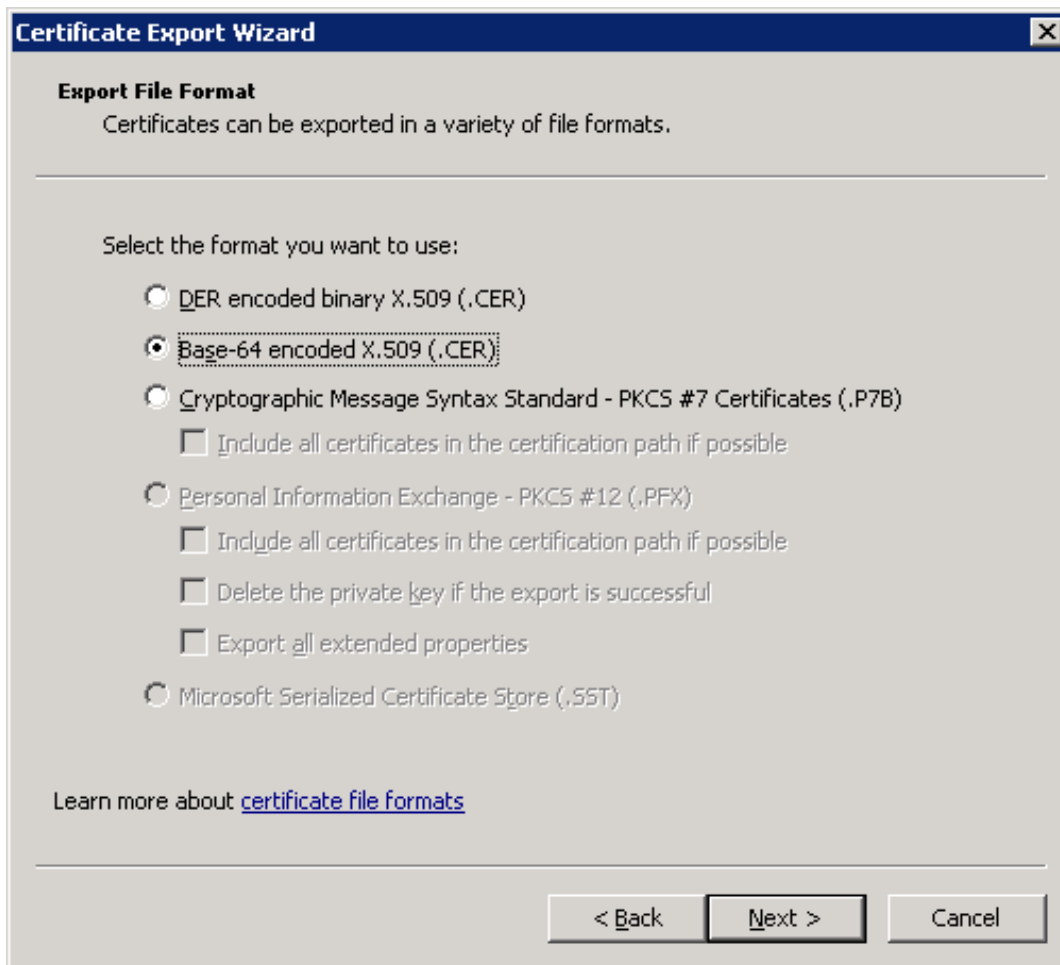 Certificate Export Wizard
Export File Format
Certificates can be exported in a variety of file formats.
Select the format you want to use:
DER encoded binary X.509 (.CER)
Base-64 encoded X.509 (.CER)
Cryptographic Message Syntax Standard - PKCS #7 Certificates (.P7B)
Include all certificates in the certification path if possible
Personal Information Exchange - PKCS #12 (.PFX)
Include all certificates in the certification path if possible
Delete the private key if the export is successful
Export all extended properties
Microsoft Serialized Certificate Store (.SST)
Learn more about certificate file formats
< Back Next > Cancel